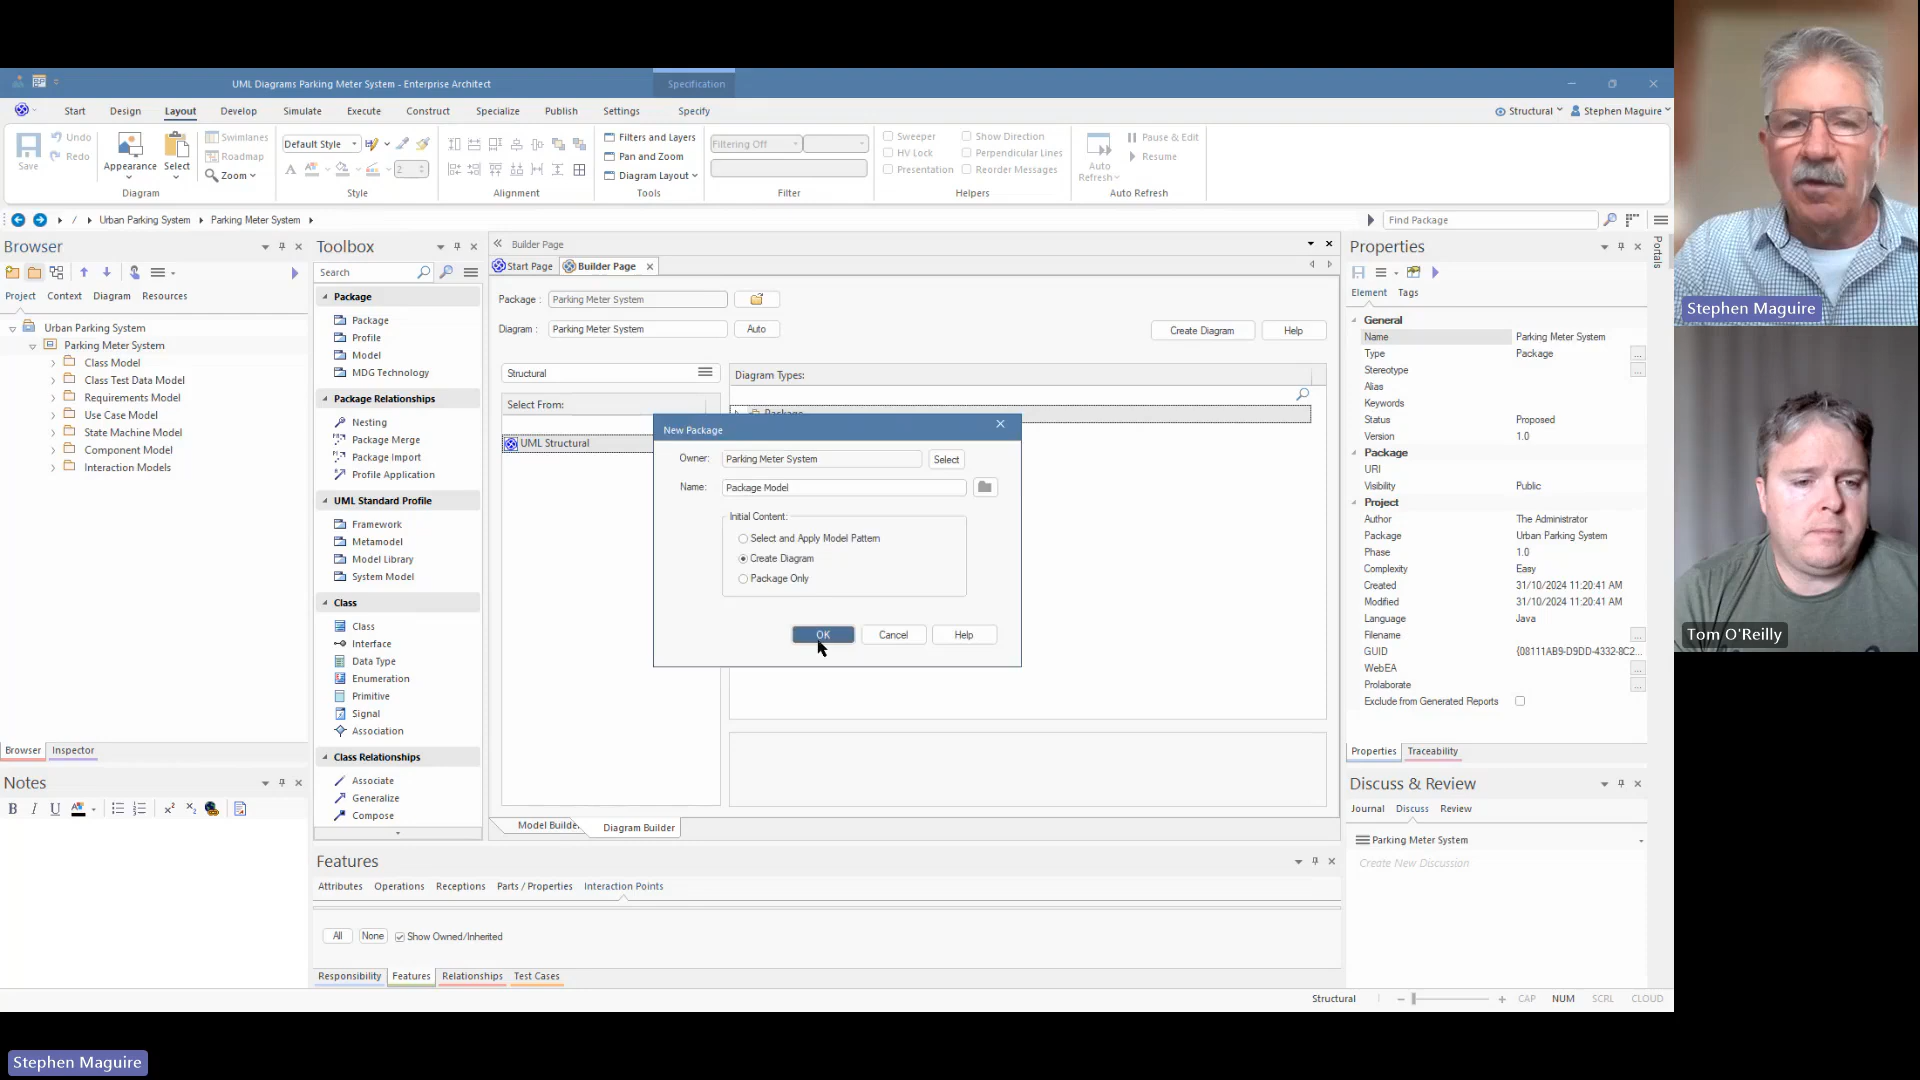 UML Diagrams Parking Meter System - Enterprise Architect
Specification
Start Design Layout Develop Simulate Execute Construct Specialize Publish Settings Specify
Structural Stephen Maguire
Save
Undo
Redo
Appearance
Select
Swimlanes
Roadmap
Zoom
Diagram
Default Style
2
Style
Alignment
Filters and Layers
Pan and Zoom
Diagram Layout
Tools
Filtering Off
Filter
Sweeper
HV Lock
Presentation
Show Direction
Perpendicular Lines
Reorder Messages
Helpers
Auto
Refresh
Pause & Edit
Resume
Auto Refresh
/ Urban Parking System Parking Meter System
Find Package
Portals
Browser
Project Context Diagram Resources
Urban Parking System
Parking Meter System
Class Model
Class Test Data Model
Requirements Model
Use Case Model
State Machine Model
Component Model
Interaction Models
Browser Inspector
Notes
B I U
Toolbox
Search
Package
Package
Profile
Model
MDG Technology
Package Relationships
Nesting
Package Merge
Package Import
Profile Application
UML Standard Profile
Framework
Metamodel
Model Library
System Model
Class
Class
Interface
Data Type
Enumeration
Primitive
Signal
Association
Class Relationships
Associate
Generalize
Compose
Builder Page
Start Page Builder Page
Package : Parking Meter System
Diagram : Parking Meter System Auto
Create Diagram Help
Structural
Select From:
UML Structural
Diagram Types:
Package
New Package
Owner: Parking Meter System Select
Name: Package Model
Initial Content:
Select and Apply Model Pattern
Create Diagram
Package Only
OK Cancel Help
Model Builde
Diagram Builder
Features
Attributes Operations Receptions Parts / Properties Interaction Points
All None Show Owned/Inherited
Responsibility Features Relationships Test Cases
Properties
Element Tags
General
Name Parking Meter System
Type Package
Stereotype
Alias
Keywords
Status Proposed
Version 1.0
Package
URI
Visibility Public
Project
Author The Administrator
Package Urban Parking System
Phase 1.0
Complexity Easy
Created 31/10/2024 11:20:41 AM
Modified 31/10/2024 11:20:41 AM
Language Java
Filename
GUID {08111AB9-D9DD-4332-8C2...
WebEA
Prolaborate
Exclude from Generated Reports
Properties Traceability
Discuss & Review
Journal Discuss Review
Parking Meter System
Create New Discussion
Structural CAP NUM SCRL CLOUD
Stephen Maguire
Tom O'Reilly
Stephen Maguire